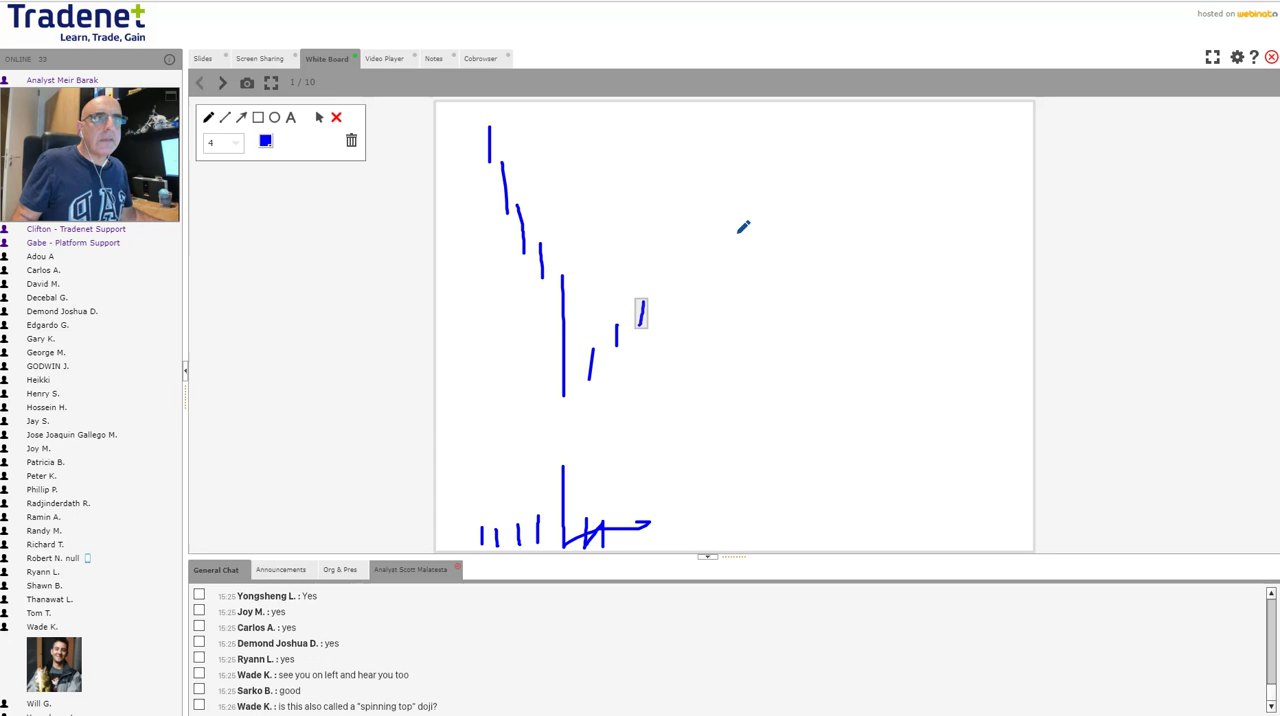 Tradenet
Learn, Trade, Gain
hosted on webinato
ONLINE 33
Slides
Screen Sharing
White Board
Video Player
Notes
Cobrowser
1 / 10
A
4
Analyst Meir Barak
GAP
Clifton - Tradenet Support
Gabe - Platform Support
Adou A
Carlos A.
David M.
Decebal G.
Demond Joshua D.
Edgardo G.
Gary K.
George M.
GODWIN J.
Heikki
Henry S.
Hossein H.
Jay S.
Jose Joaquin Gallego M.
Joy M.
Patricia B.
Peter K.
Phillip P.
Radjinderdath R.
Ramin A.
Randy M.
Richard T.
Robert N. null
Ryann L.
Shawn B.
Thanawat L.
Tom T.
Wade K.
Will G.
General Chat
Announcements
Org & Pres
Analyst Scott Malatesta
15:25 Yongsheng L. : Yes
15:25 Joy M. : yes
15:25 Carlos A. : yes
15:25 Demond Joshua D. : yes
15:25 Ryann L. : yes
15:25 Wade K. : see you on left and hear you too
15:25 Sarko B. : good
15:26 Wade K. : is this also called a "spinning top" doji?